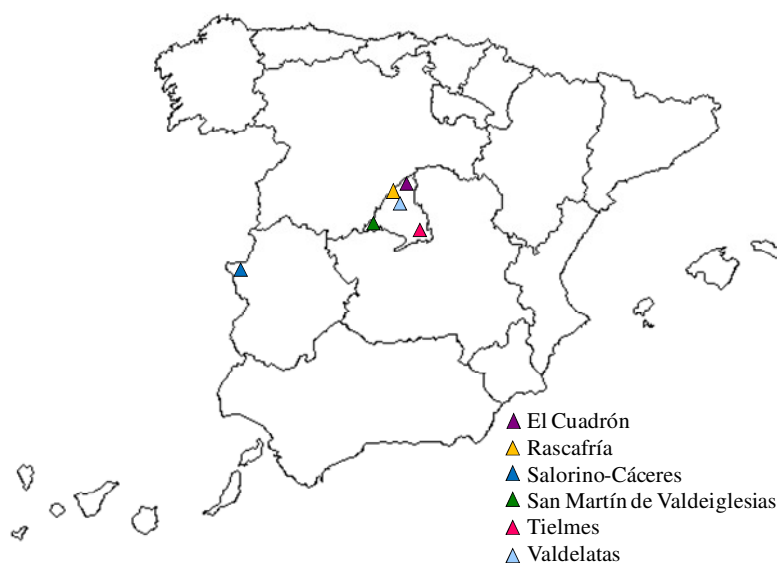 El Cuadrón
Rascafría
Salorino-Cáceres
San Martín de Valdeiglesias
Tielmes
Valdelatas